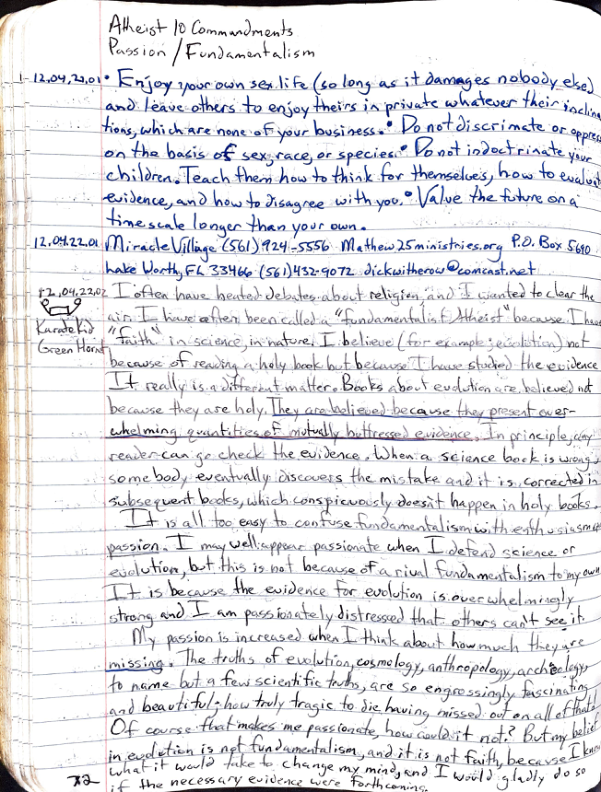 Atheist 10 Commandments
Passion/Fundamentalism
12,04,21,01 • Enjoy your own sex life (so long as it damages nobody else)
and leave others to enjoy theirs in private whatever their inclina
tions, which are none of your business. • Do not discriminate or oppress
on the basis of sex, race, or species. • Do not indoctrinate your
children. Teach them how to think for themselves, how to evaluate
evidence, and how to disagree with you. • Value the future on a
timescale longer than your own.
12,04,22,01 Miracle Village (561)924-5556 Mathew25ministries.org P.O. Box 5690
Lake Worth, FL 33466 (561)432-9072 dickwitherow@comcast.net
12,04,22,02 I often have heated debates about religion and I wanted to clear the
air. I have often been called a "fundamentalist Atheist" because I have
Karate Kid "faith" in science, in nature. I believe (for example: evolution) not
Green Hornt because of reading a holy book but because I have studied the evidence
It really is a different matter. Books about evolution are believed not
because they are holy. They are believed because they present over-
whelming quantities of mutually buttressed evidence. In principle, any
reader can go check the evidence. When a science book is wrong,
somebody eventually discovers the mistake and it is corrected in
subsequent books, which conspicuously doesn't happen in holy books.
It is all too easy to confuse fundamentalism with enthusiasm
passion. I may well appear passionate when I defend science or
evolution, but this is not because of a rival fundamentalism to my own
It is because the evidence for evolution is overwhelmingly
strong and I am passionately distressed that others can't see it.
My passion is increased when I think about how much they are
missing. The truths of evolution, cosmology, anthropology, archeology,
to name but a few scientific truths, are so engrossingly fascinating
and beautiful; how truly tragic to die having missed out on all of that!
Of course that makes me passionate, how could it not? But my belief
in evolution is not fundamentalism, and it is not faith, because I know
what it would take to change my mind, and I would gladly do so
72 if the necessary evidence were forthcoming.